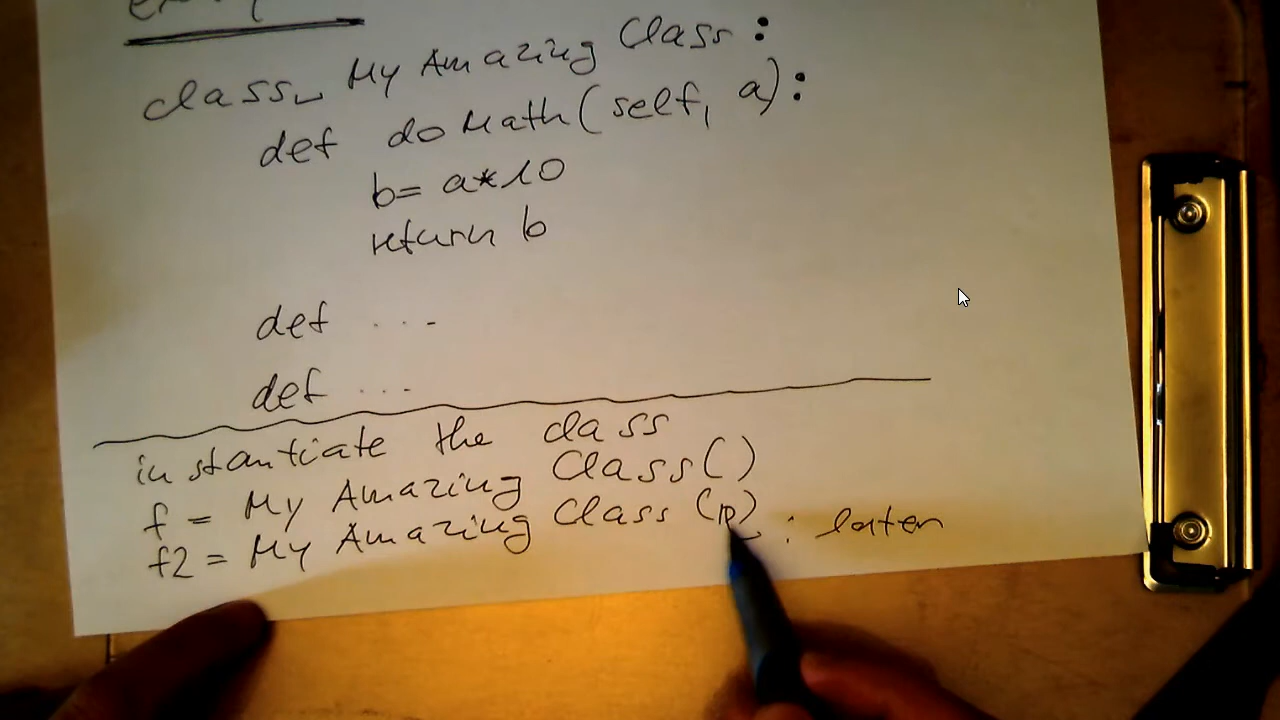 class MyAmazingClass:
def doMath(self, a):
b= a*10
return b
def ...
def ...
instantiate the class
f = MyAmazingClass()
f2 = MyAmazingClass(p) : later